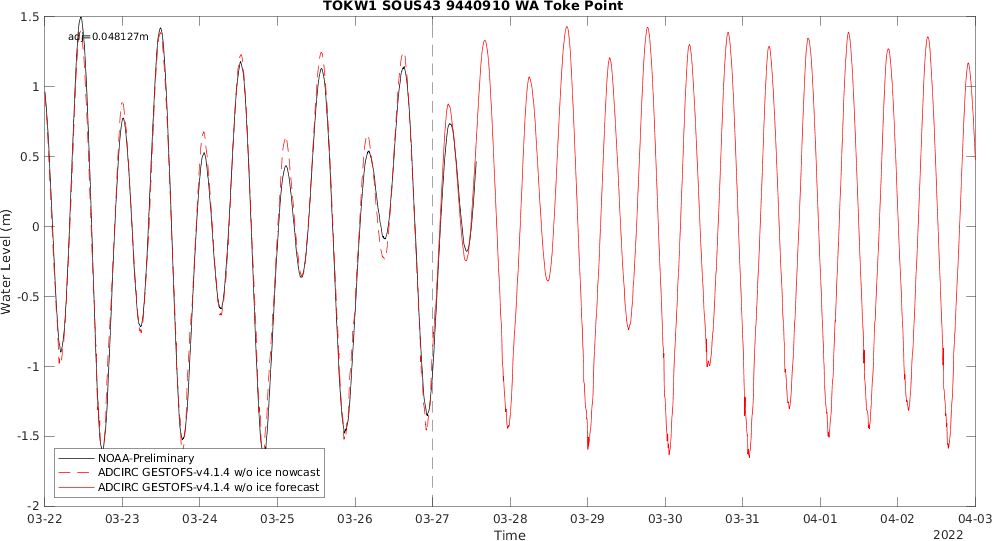 TOKW1 SOUS43 9440910 WA Toke Point
1.5
adj=0.048127m
1
0.5
0
-0.5
-1
-1.5
-2
Water Level (m)
NOAA-Preliminary
ADCIRC GESTOFS-v4.1.4 w/o ice nowcast
ADCIRC GESTOFS-v4.1.4 w/o ice forecast
03-22 03-23 03-24 03-25 03-26 03-27 03-28 03-29 03-30 03-31 04-01 04-02 04-03
Time
2022